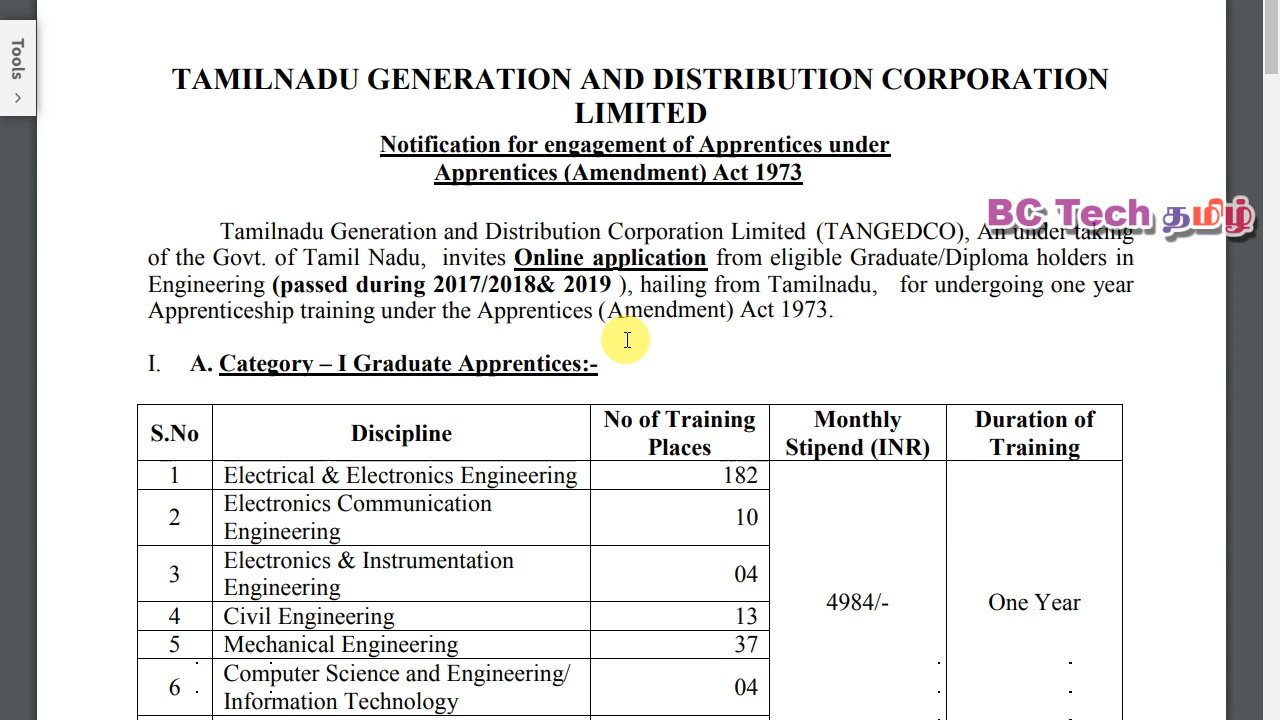 Tools
TAMILNADU GENERATION AND DISTRIBUTION CORPORATION
LIMITED
Notification for engagement of Apprentices under
Apprentices (Amendment) Act 1973
BC Tech தமிழ்
Tamilnadu Generation and Distribution Corporation Limited (TANGEDCO), An under taking
of the Govt. of Tamil Nadu, invites Online application from eligible Graduate/Diploma holders in
Engineering (passed during 2017/2018& 2019 ), hailing from Tamilnadu, for undergoing one year
Apprenticeship training under the Apprentices (Amendment) Act 1973.
I. A. Category – I Graduate Apprentices:-
S.No Discipline No of Training Places Monthly Stipend (INR) Duration of Training
1 Electrical & Electronics Engineering 182
2 Electronics Communication Engineering 10
3 Electronics & Instrumentation Engineering 04
4984/- One Year
4 Civil Engineering 13
5 Mechanical Engineering 37
6 Computer Science and Engineering/ Information Technology 04